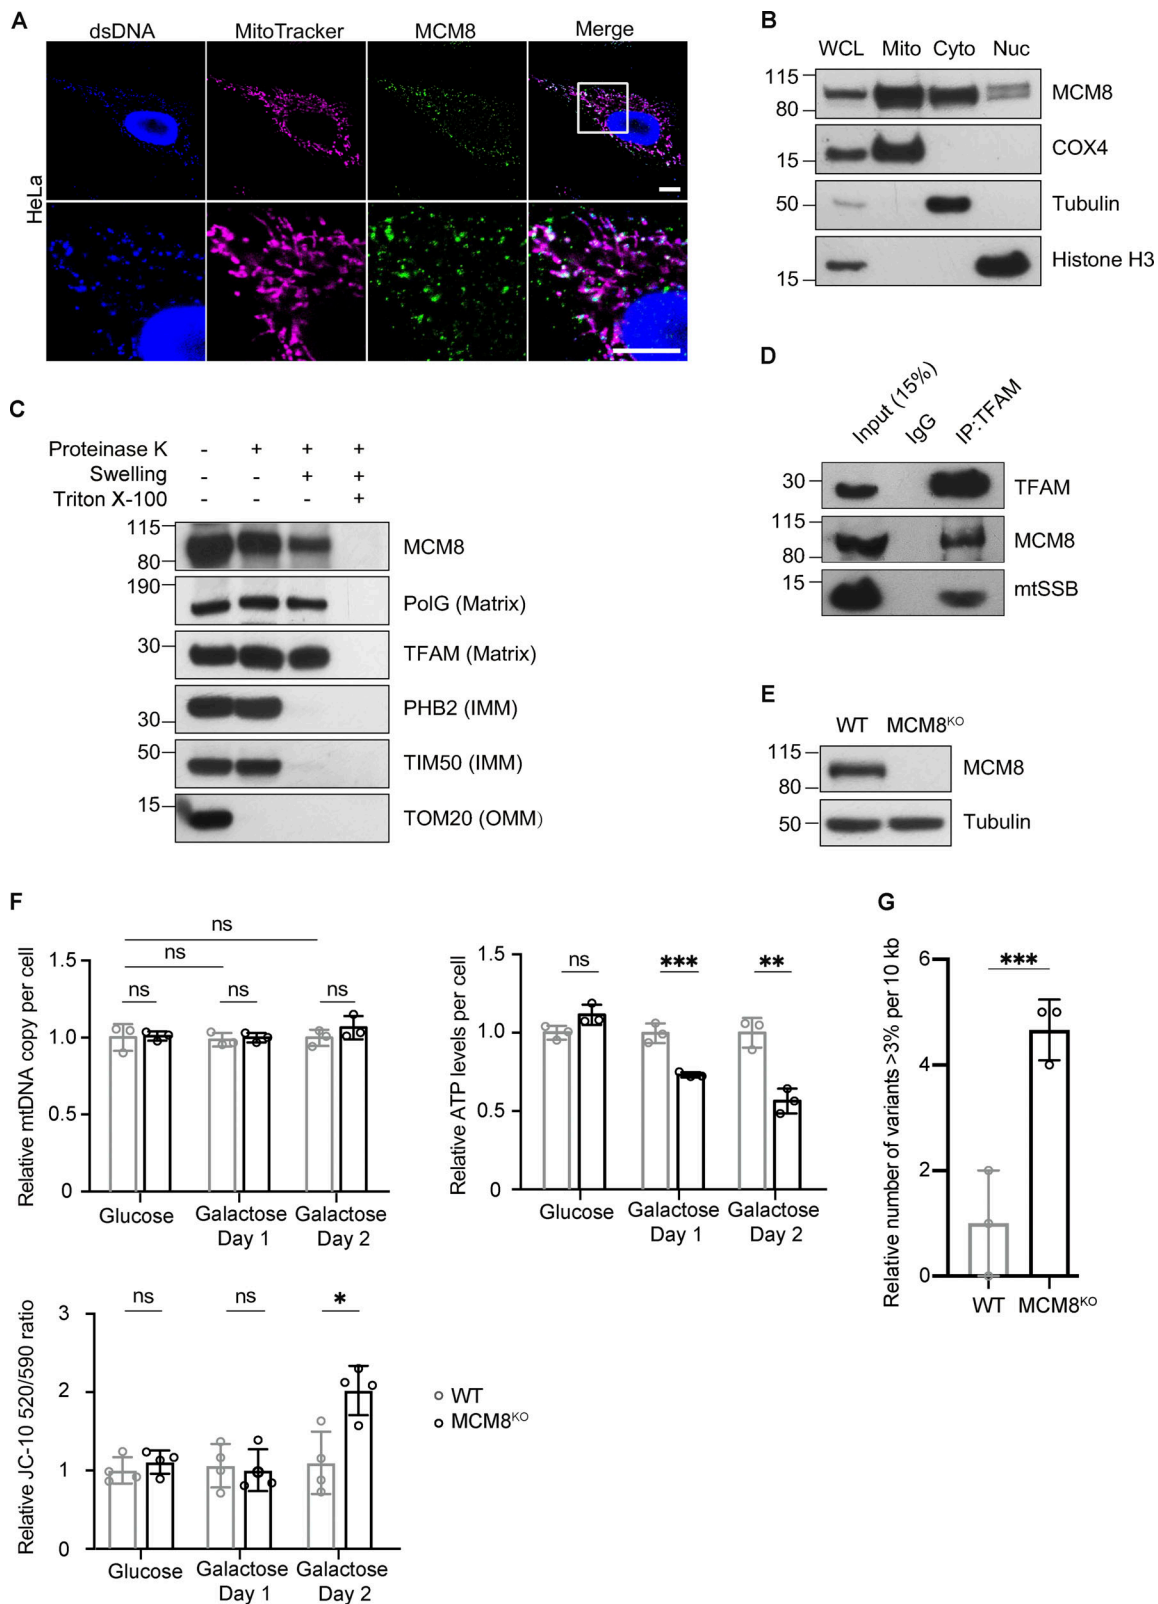 A
dsDNA MitoTracker MCM8 Merge
HeLa
B
WCL Mito Cyto Nuc
115
80
MCM8
15
COX4
50
Tubulin
15
Histone H3
C
Proteinase K - + + +
Swelling - - + +
Triton X-100 - - - +
115
80
MCM8
190
PolG (Matrix)
30
TFAM (Matrix)
30
PHB2 (IMM)
50
TIM50 (IMM)
15
TOM20 (OMM)
D
Input (15%) IgG IP:TFAM
30
TFAM
115
80
MCM8
15
mtSSB
E
WT MCM8KO
115
80
MCM8
50
Tubulin
F
Relative mtDNA copy per cell
1.5
1.0
0.5
0
ns
ns
ns ns ns
Glucose Galactose Galactose
Day 1 Day 2
Relative ATP levels per cell
1.5
1.0
0.5
0
ns *** **
Glucose Galactose Galactose
Day 1 Day 2
G
Relative number of variants >3% per 10 kb
6
4
2
0
***
WT MCM8KO
Relative JC-10 520/590 ratio
3
2
1
0
ns ns *
Glucose Galactose Galactose
Day 1 Day 2
WT
MCM8KO